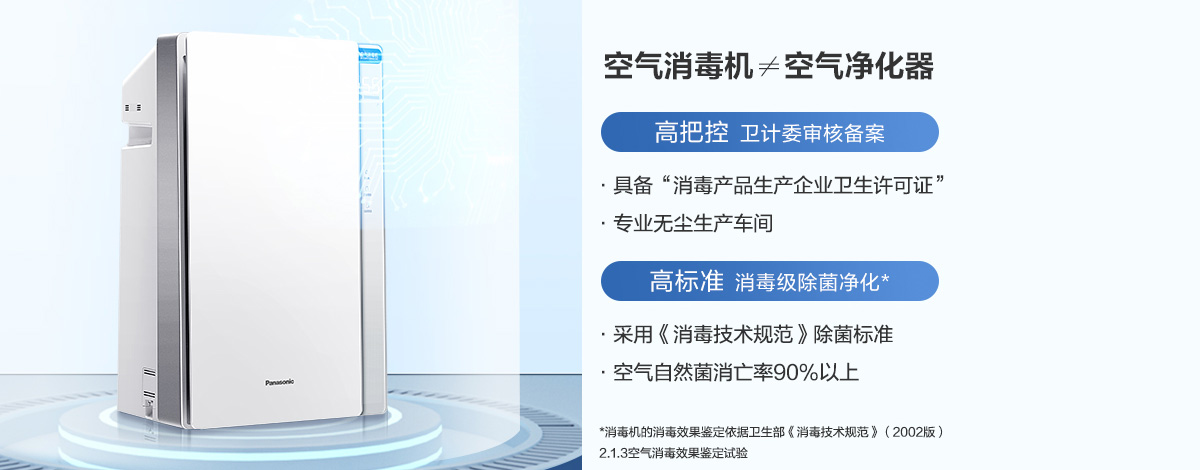 空气消毒机≠空气净化器
高把控 卫计委审核备案
· 具备“消毒产品生产企业卫生许可证”
· 专业无尘生产车间
高标准 消毒级除菌净化*
· 采用《消毒技术规范》除菌标准
· 空气自然菌消亡率90%以上
*消毒机的消毒效果鉴定依据卫生部《消毒技术规范》（2002版）
2.1.3空气消毒效果鉴定试验
Panasonic